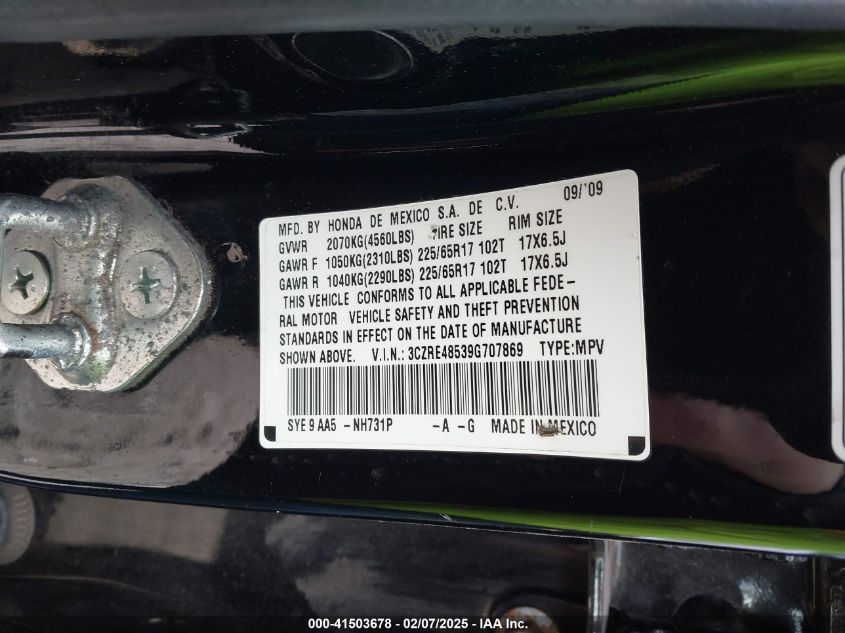 MFD. BY HONDA DE MEXICO S.A. DE C.V. 09/'09
GVWR 2070KG(4560LBS) TIRE SIZE RIM SIZE
GAWR F 1050KG(2310LBS) 225/65R17 102T 17X6.5J
GAWR R 1040KG(2290LBS) 225/65R17 102T 17X6.5J
THIS VEHICLE CONFORMS TO ALL APPLICABLE FEDE-
RAL MOTOR VEHICLE SAFETY AND THEFT PREVENTION
STANDARDS IN EFFECT ON THE DATE OF MANUFACTURE
SHOWN ABOVE. V.I.N.: 3CZRE48539G707869 TYPE:MPV
SYE 9 AA5 -NH731P -A -G MADE IN MEXICO
000-41503678 - 02/07/2025 - IAA Inc.